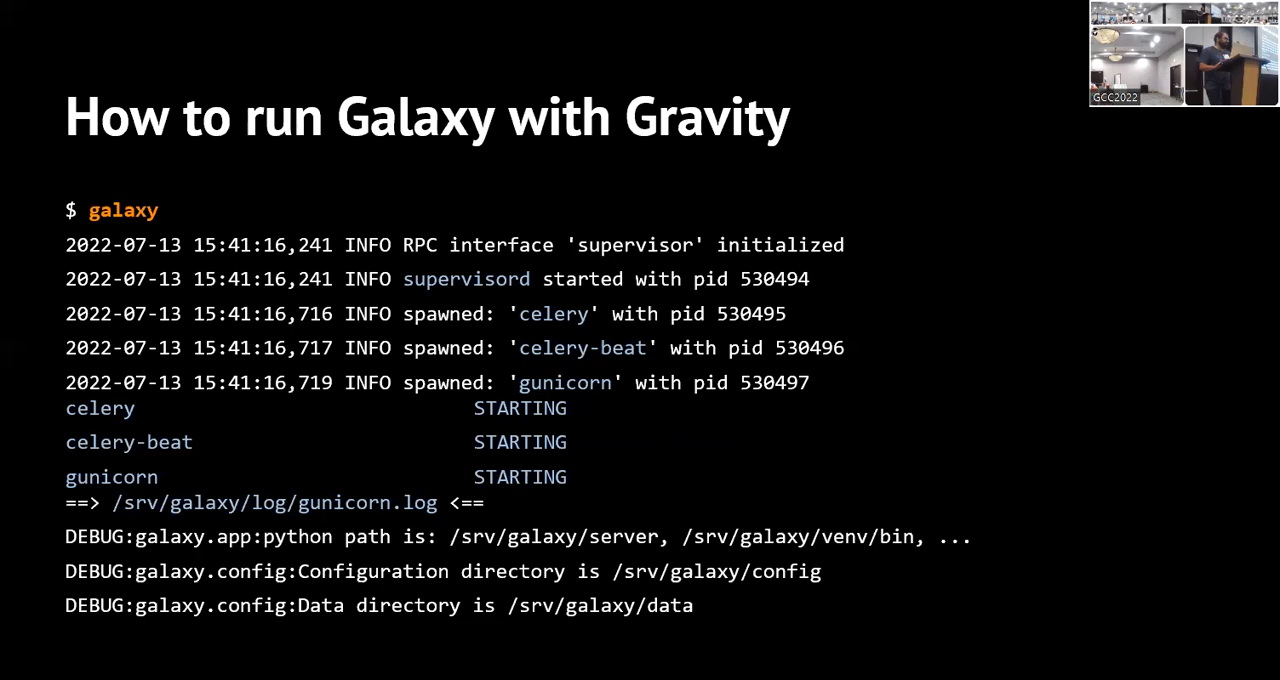 How to run Galaxy with Gravity
$ galaxy
2022-07-13 15:41:16,241 INFO RPC interface 'supervisor' initialized
2022-07-13 15:41:16,241 INFO supervisord started with pid 530494
2022-07-13 15:41:16,716 INFO spawned: 'celery' with pid 530495
2022-07-13 15:41:16,717 INFO spawned: 'celery-beat' with pid 530496
2022-07-13 15:41:16,719 INFO spawned: 'gunicorn' with pid 530497
celery STARTING
celery-beat STARTING
gunicorn STARTING
==> /srv/galaxy/log/gunicorn.log <==
DEBUG:galaxy.app:python path is: /srv/galaxy/server, /srv/galaxy/venv/bin, ...
DEBUG:galaxy.config:Configuration directory is /srv/galaxy/config
DEBUG:galaxy.config:Data directory is /srv/galaxy/data
GCC2022